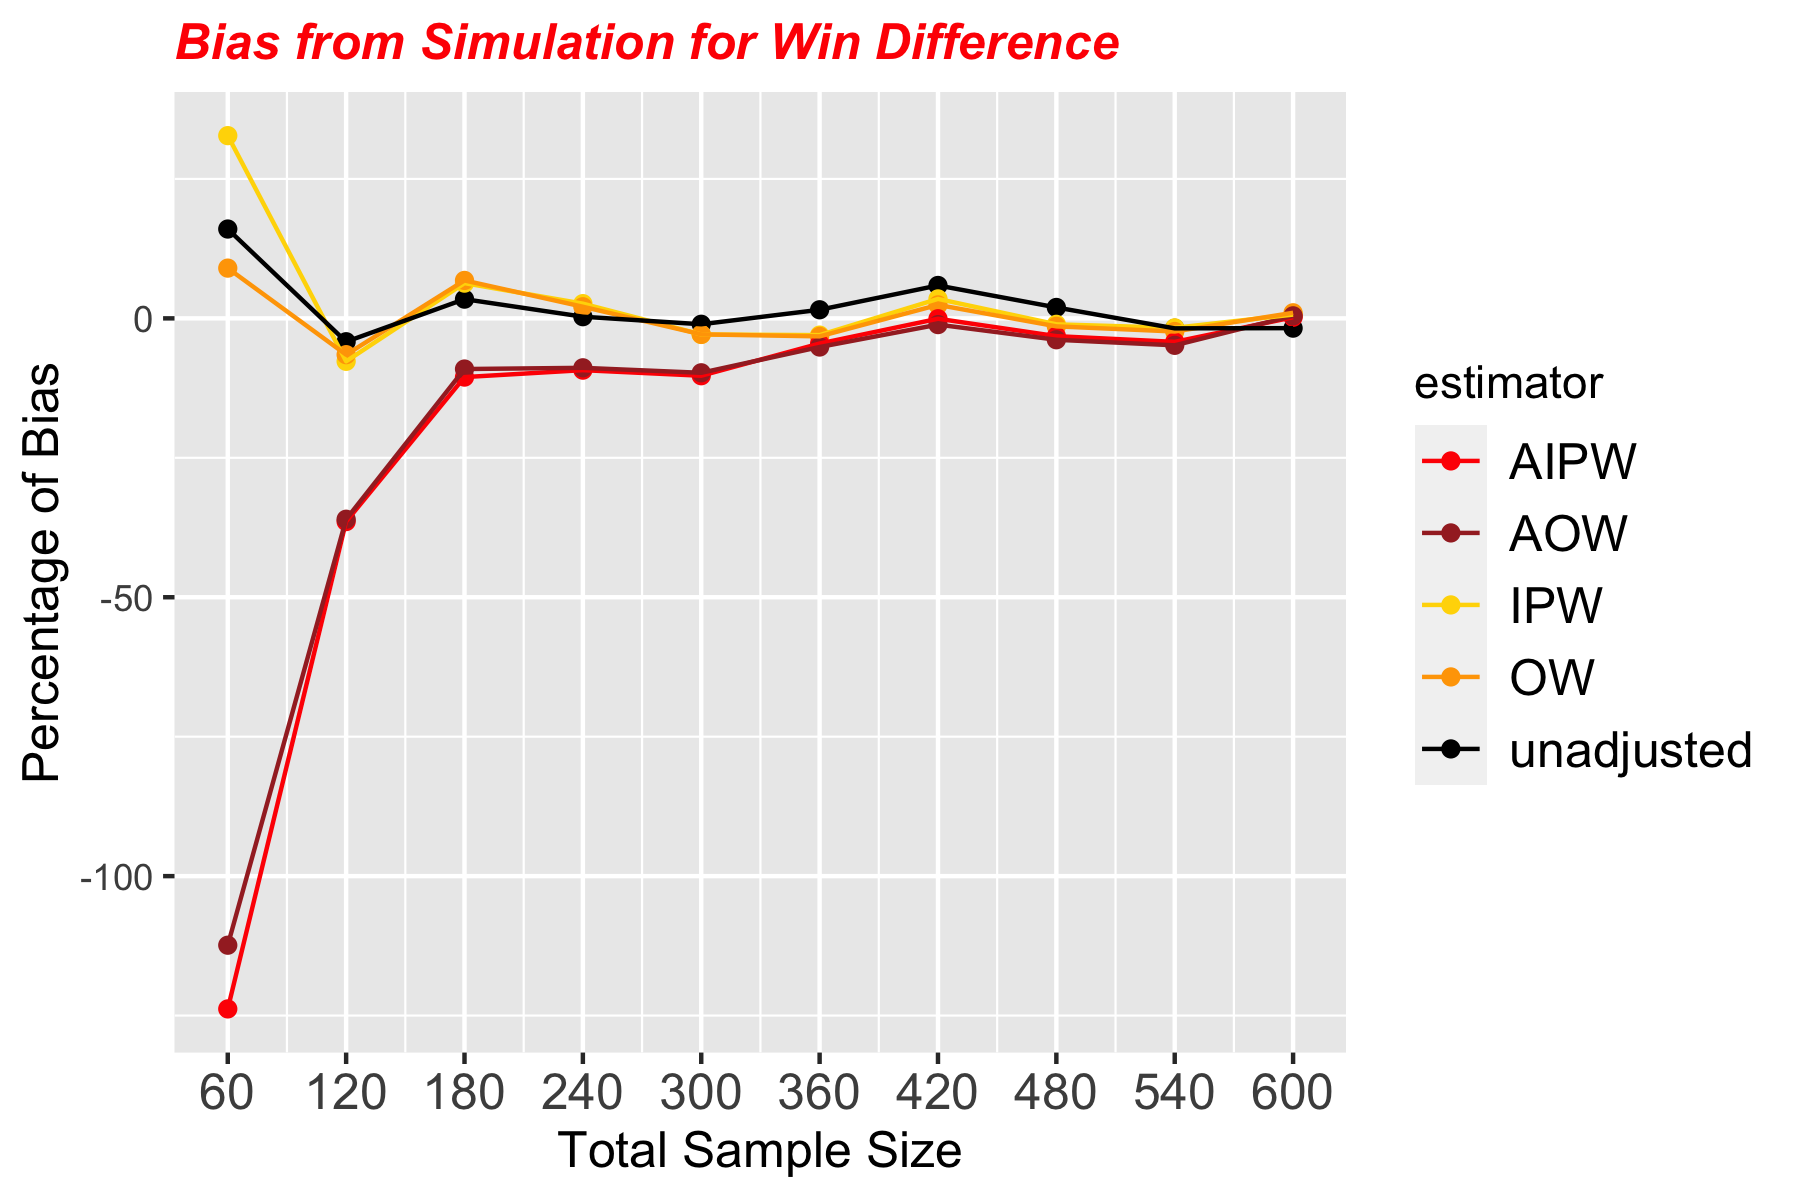 Bias from Simulation for Win Difference
Percentage of Bias
0
-50
-100
60 120 180 240 300 360 420 480 540 600
Total Sample Size
estimator
AIPW
AOW
IPW
OW
unadjusted